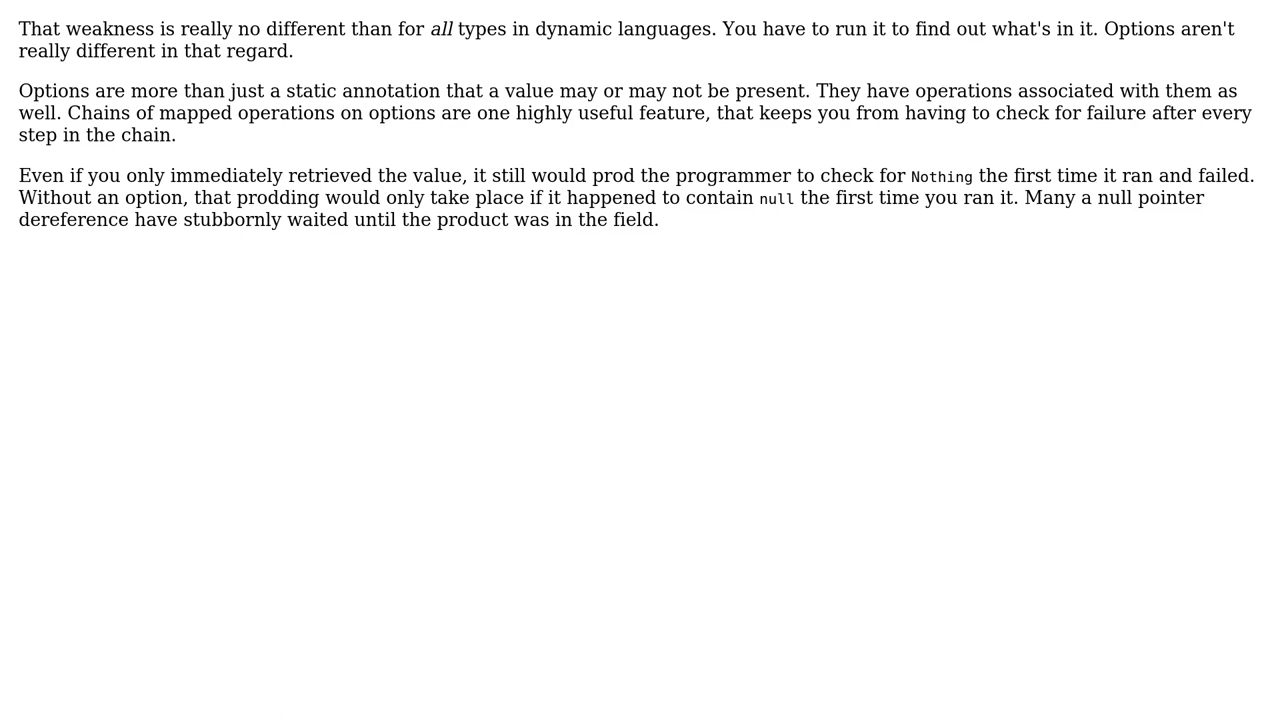 That weakness is really no different than for all types in dynamic languages. You have to run it to find out what's in it. Options aren't
really different in that regard.
Options are more than just a static annotation that a value may or may not be present. They have operations associated with them as
well. Chains of mapped operations on options are one highly useful feature, that keeps you from having to check for failure after every
step in the chain.
Even if you only immediately retrieved the value, it still would prod the programmer to check for Nothing the first time it ran and failed.
Without an option, that prodding would only take place if it happened to contain null the first time you ran it. Many a null pointer
dereference have stubbornly waited until the product was in the field.